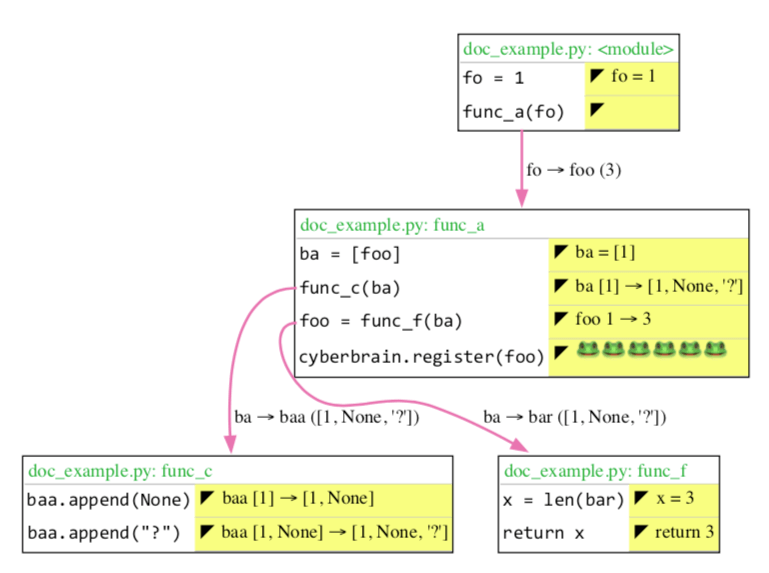 doc_example.py: <module>
fo = 1 ◤ fo = 1
func_a(fo) ◤
fo → foo (3)
doc_example.py: func_a
ba = [foo] ◤ ba = [1]
func_c(ba) ◤ ba [1] → [1, None, '?']
foo = func_f(ba) ◤ foo 1 → 3
cyberbrain.register(foo) ◤ 🐸🐸🐸🐸🐸🐸
ba → baa ([1, None, '?'])
ba → bar ([1, None, '?'])
doc_example.py: func_c
baa.append(None) ◤ baa [1] → [1, None]
baa.append("?") ◤ baa [1, None] → [1, None, '?']
doc_example.py: func_f
x = len(bar) ◤ x = 3
return x ◤ return 3